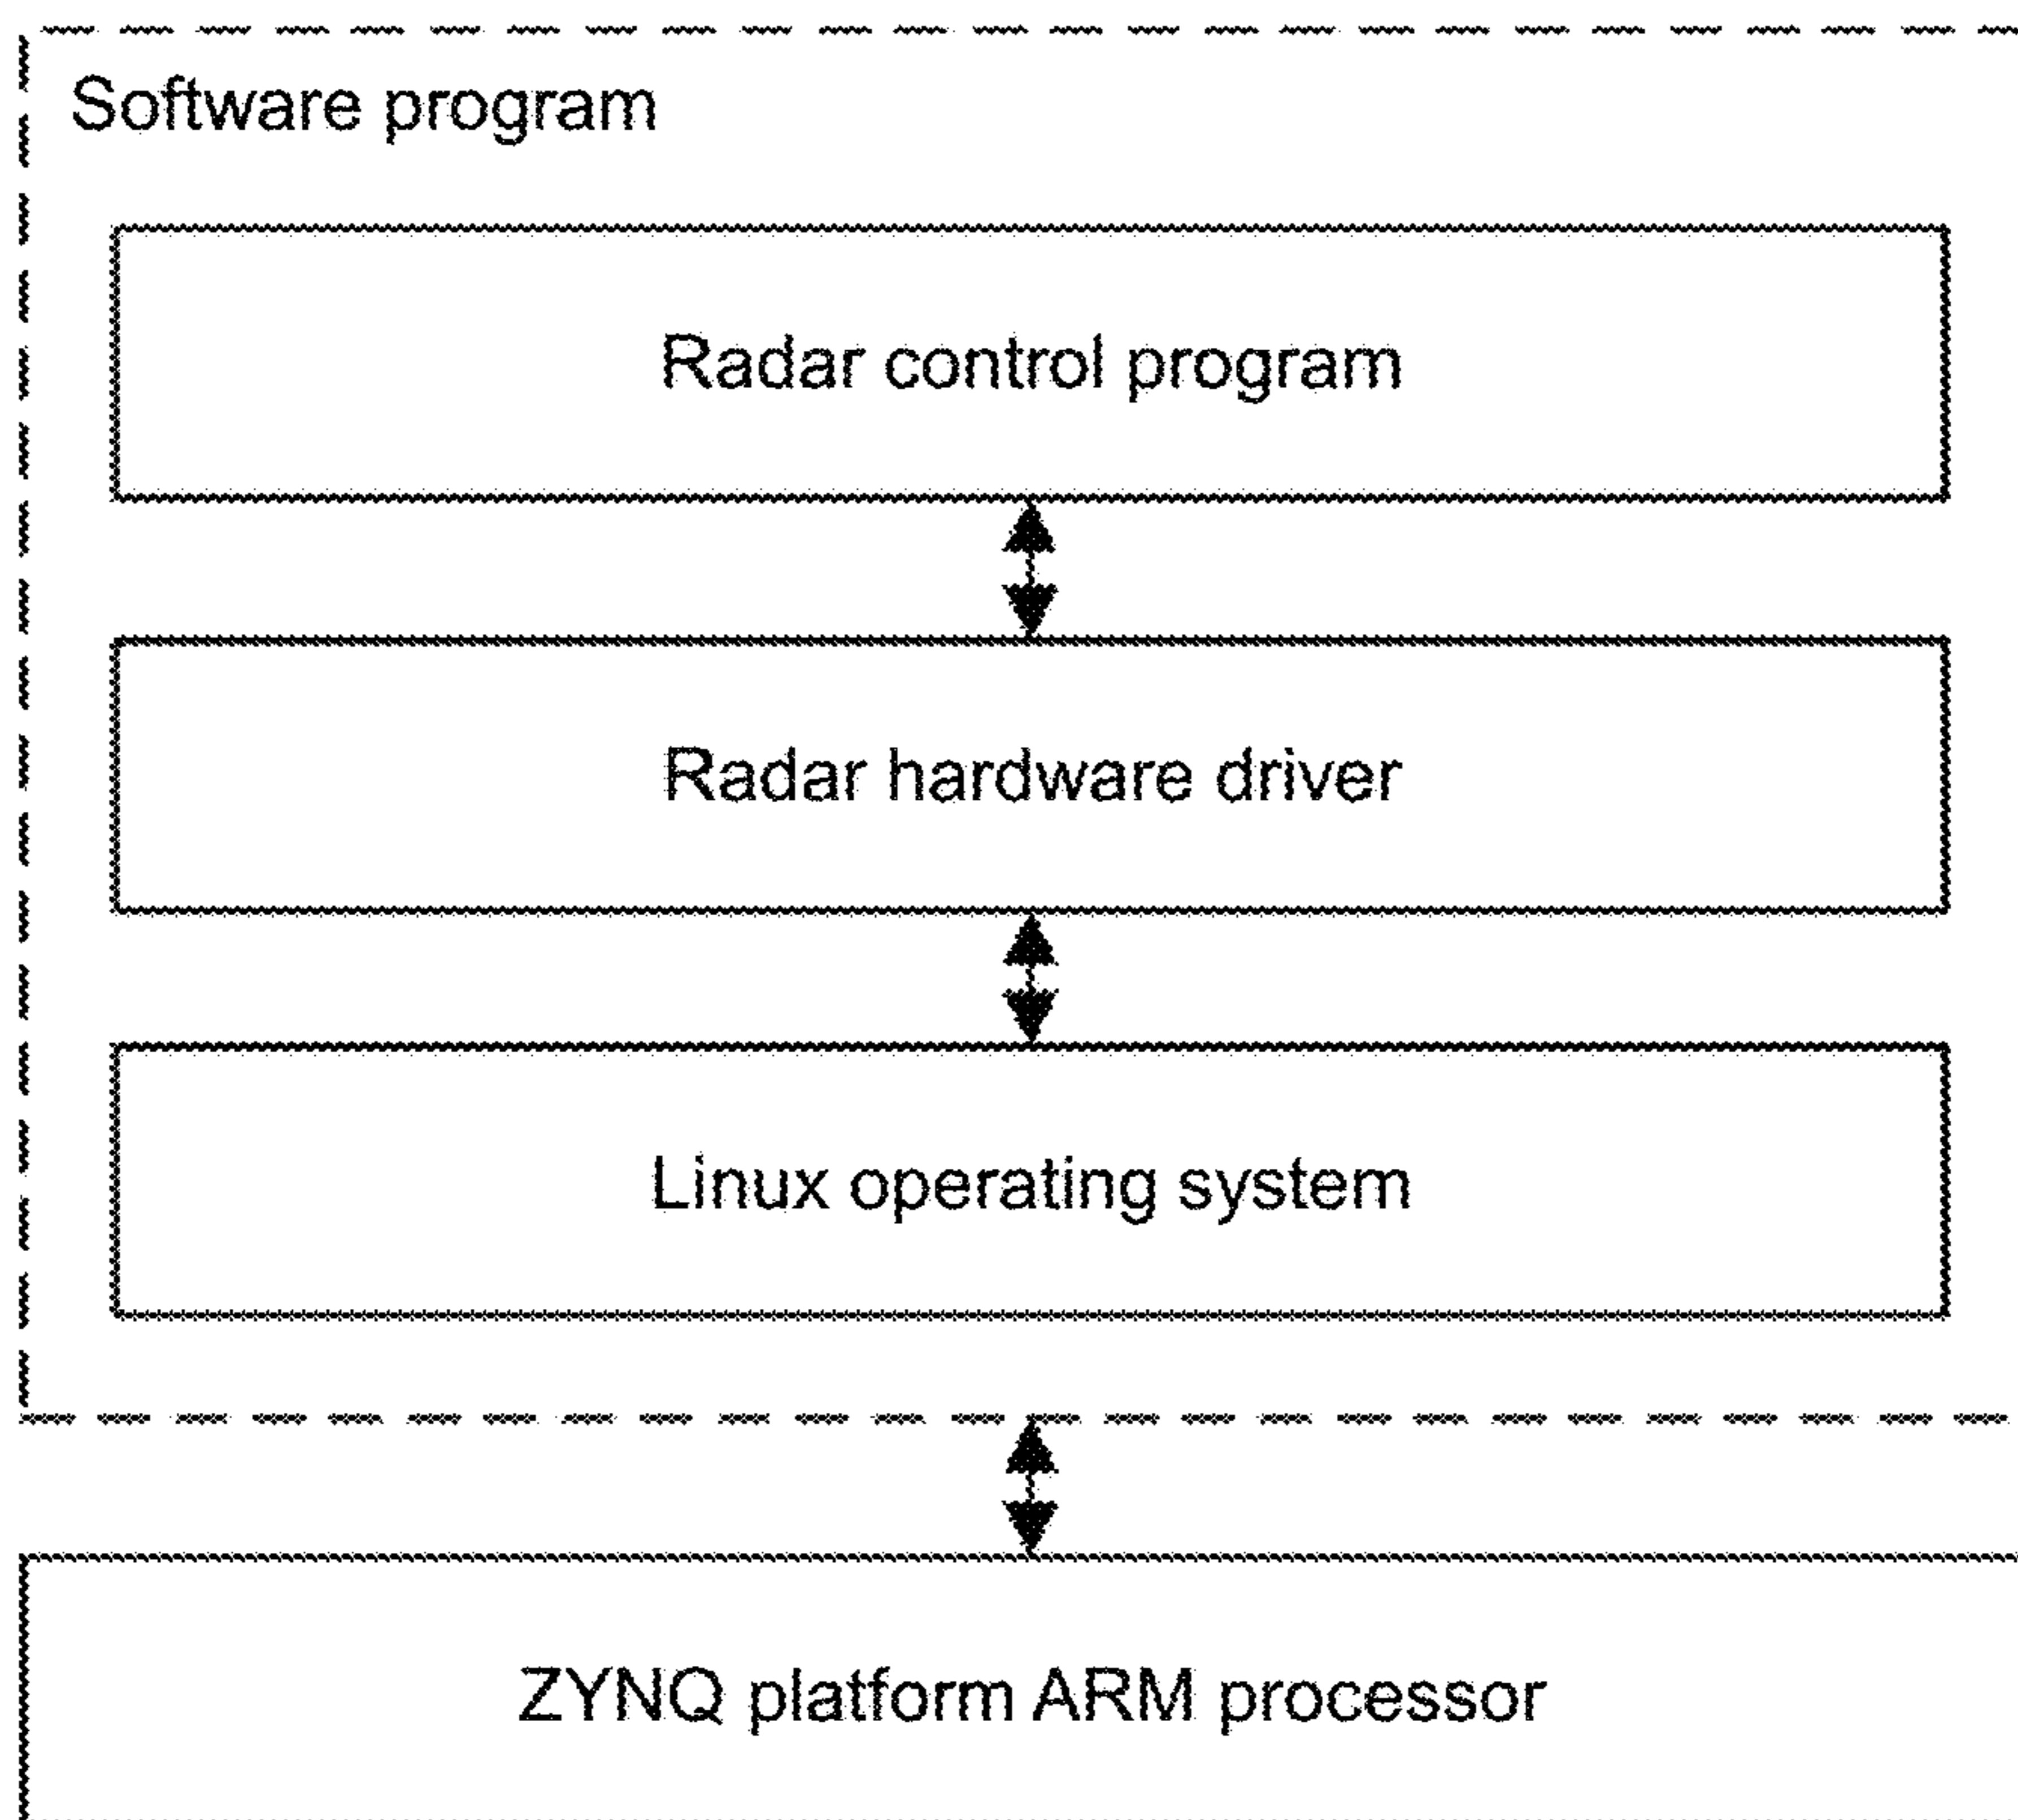 Software program
Radar control program
Radar hardware driver
Linux operating system
ZYNQ platform ARM processor